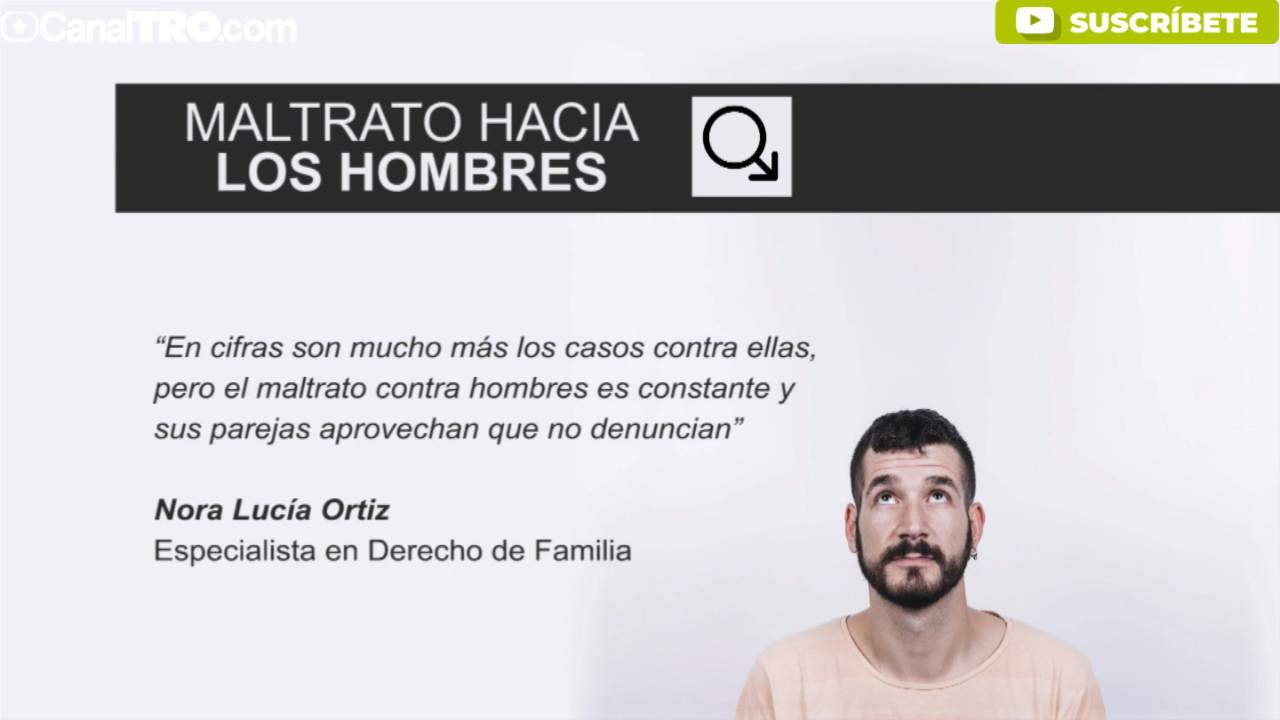 CanalTRO.com
SUSCRÍBETE
MALTRATO HACIA
LOS HOMBRES
“En cifras son mucho más los casos contra ellas,
pero el maltrato contra hombres es constante y
sus parejas aprovechan que no denuncian”
Nora Lucía Ortiz
Especialista en Derecho de Familia